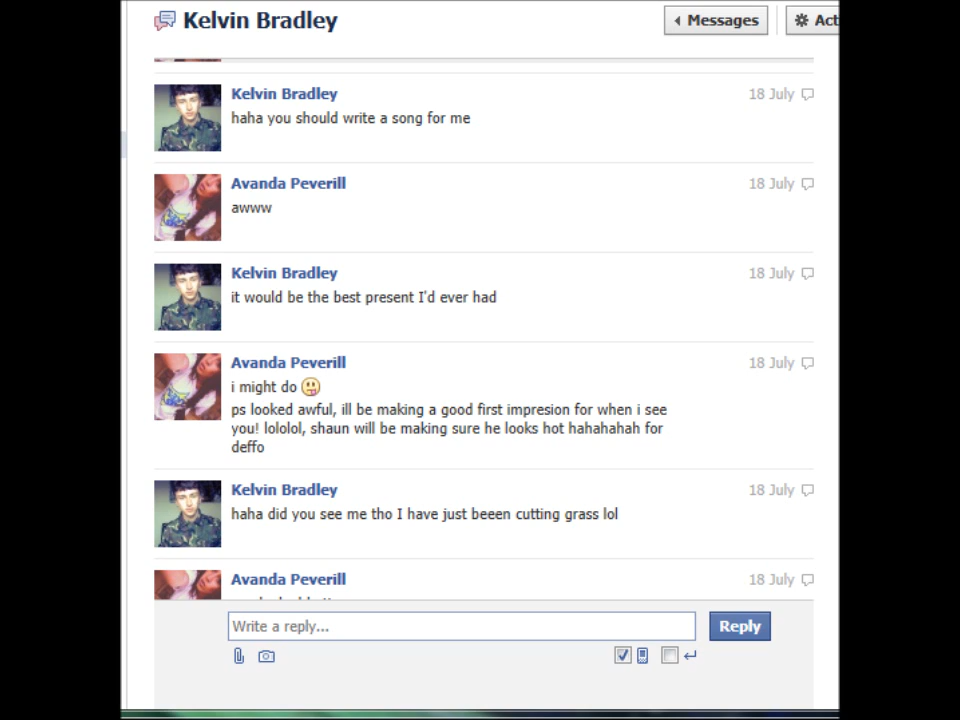 Kelvin Bradley
Messages
Act
Kelvin Bradley
18 July
haha you should write a song for me
Avanda Peverill
18 July
awww
Kelvin Bradley
18 July
it would be the best present I'd ever had
Avanda Peverill
18 July
i might do
ps looked awful, ill be making a good first impresion for when i see
you! lololol, shaun will be making sure he looks hot hahahahah for
deffo
Kelvin Bradley
18 July
haha did you see me tho I have just beeen cutting grass lol
Avanda Peverill
18 July
Write a reply...
Reply